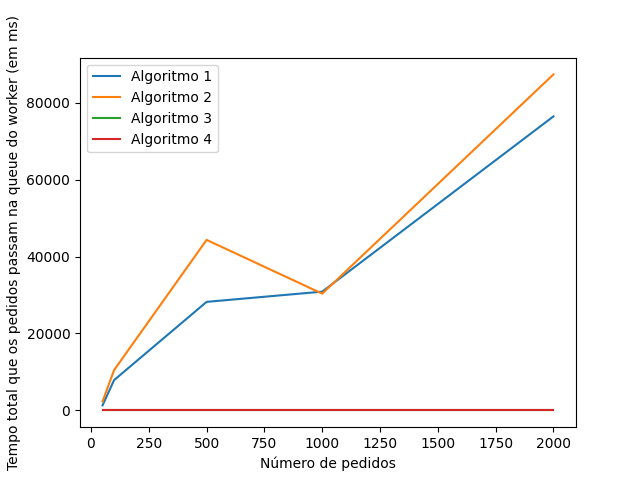 Tempo total que os pedidos passam na queue do worker (em ms)
Algoritmo 1
Algoritmo 2
Algoritmo 3
Algoritmo 4
80000
60000
40000
20000
0
0 250 500 750 1000 1250 1500 1750 2000
Número de pedidos